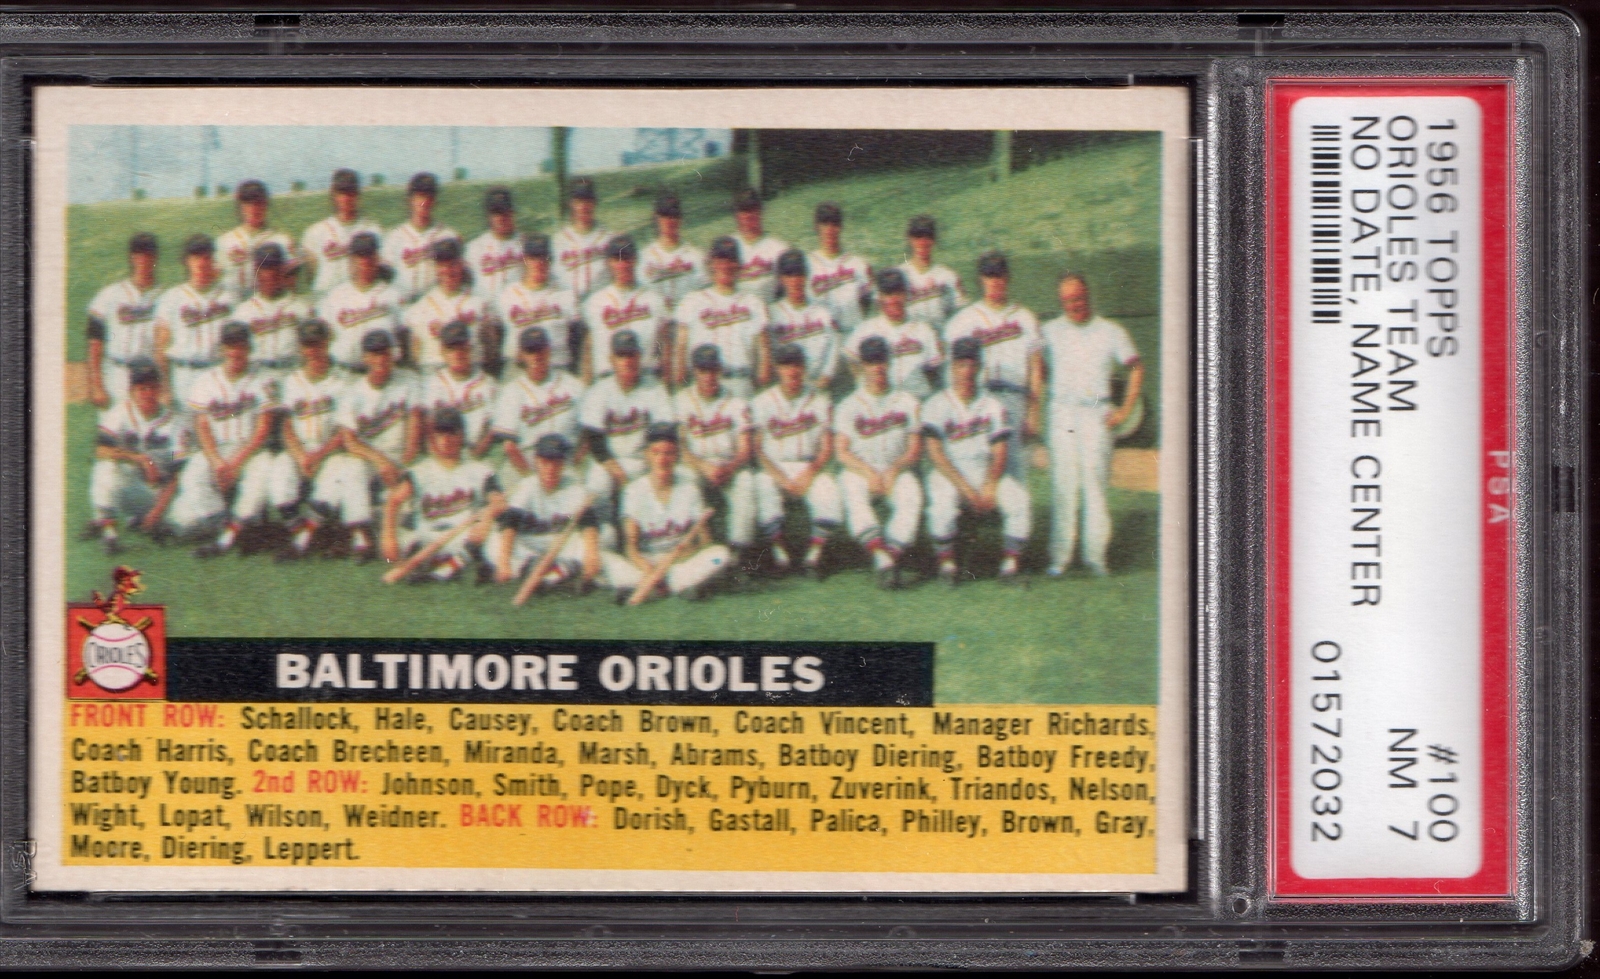 ORIOLES
BALTIMORE ORIOLES
FRONT ROW: Schallock, Hale, Causey, Coach Brown, Coach Vincent, Manager Richards,
Coach Harris, Coach Brecheen, Miranda, Marsh, Abrams, Batboy Diering, Batboy Freedy,
Batboy Young. 2nd ROW: Johnson, Smith, Pope, Dyck, Pyburn, Zuverink, Triandos, Nelson,
Wight, Lopat, Wilson, Weidner. BACK ROW: Dorish, Gastall, Palica, Philley, Brown, Gray,
Moore, Diering, Leppert.
PSA
1956 TOPPS #100
ORIOLES TEAM NM 7
NO DATE, NAME CENTER
01572032